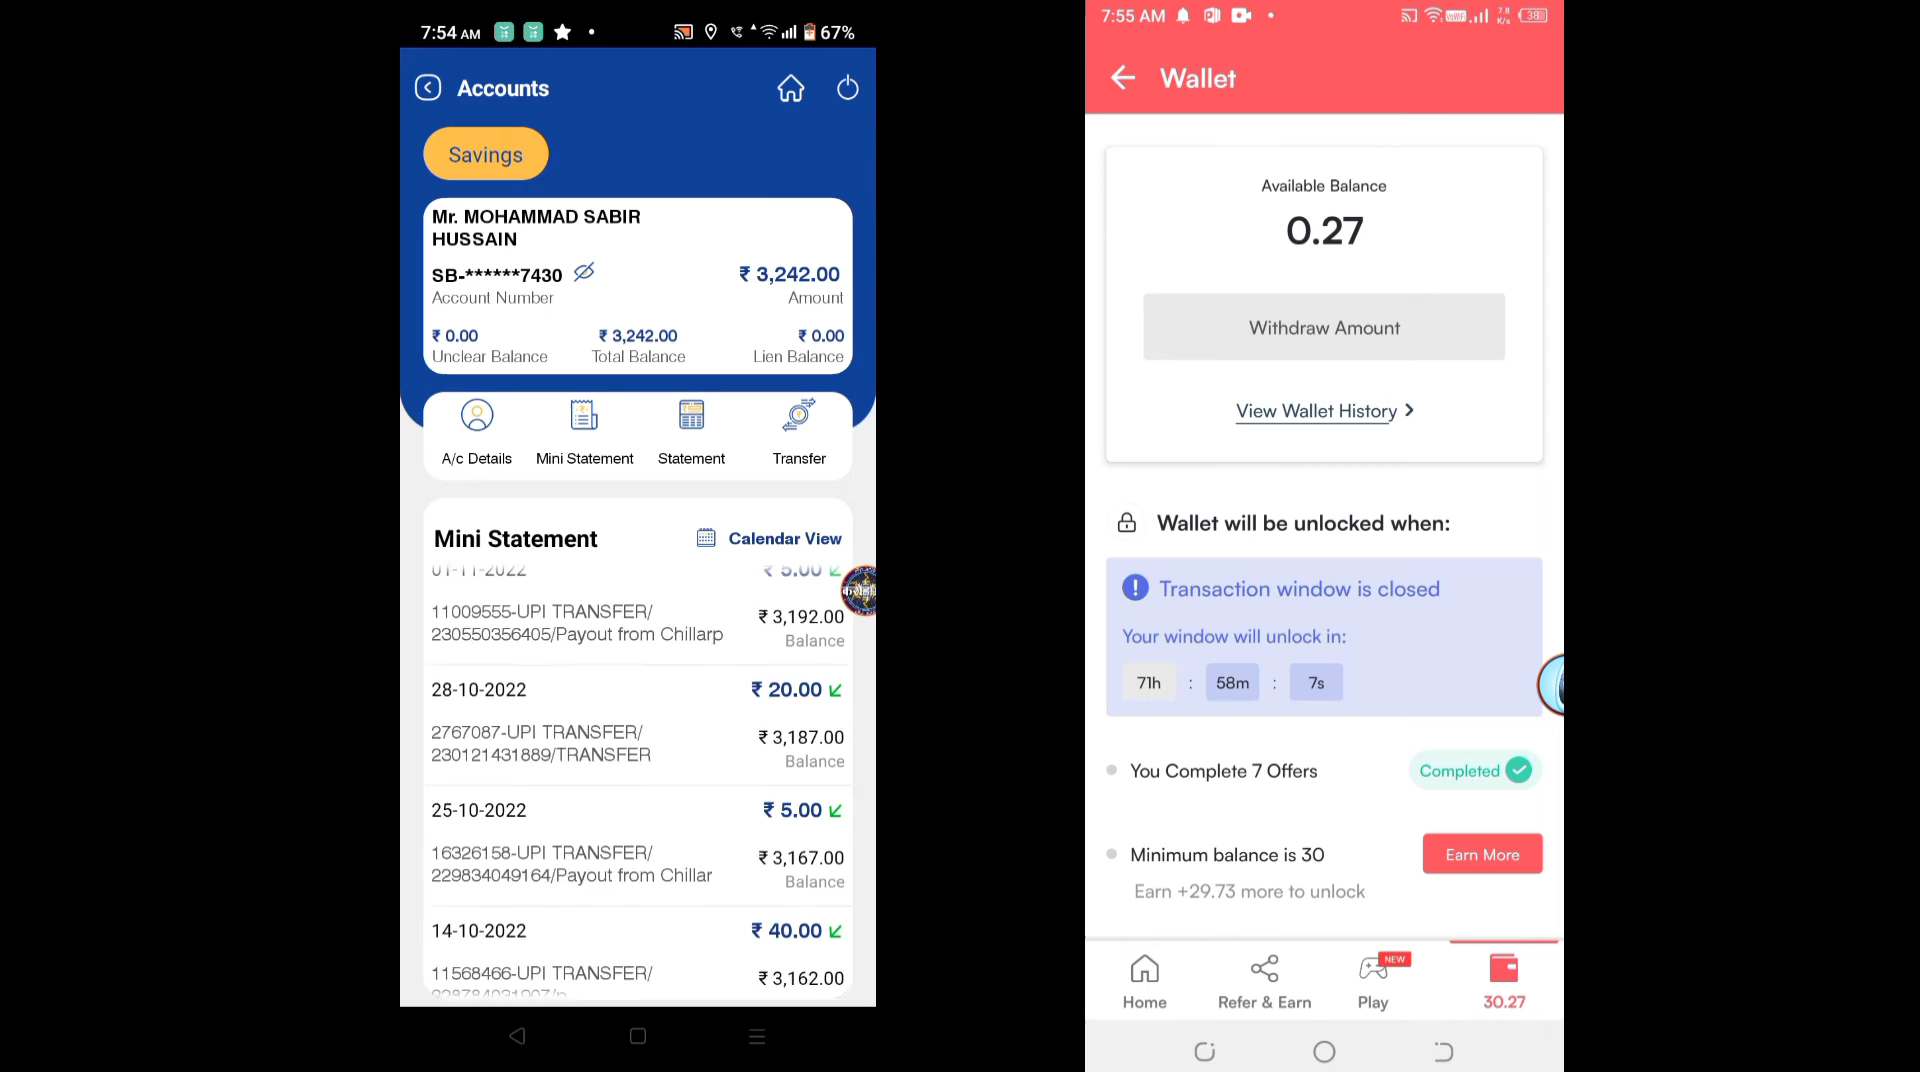 7:54 AM
67%
Accounts
Savings
Mr. MOHAMMAD SABIR
HUSSAIN
SB-******7430
₹ 3,242.00
Account Number
Amount
₹ 0.00
₹ 3,242.00
₹ 0.00
Unclear Balance
Total Balance
Lien Balance
A/c Details
Mini Statement
Statement
Transfer
Mini Statement
Calendar View
01-11-2022
₹ 5.00
11009555-UPI TRANSFER/
230550356405/Payout from Chillarp
₹ 3,192.00
Balance
28-10-2022
₹ 20.00
2767087-UPI TRANSFER/
230121431889/TRANSFER
₹ 3,187.00
Balance
25-10-2022
₹ 5.00
16326158-UPI TRANSFER/
229834049164/Payout from Chillar
₹ 3,167.00
Balance
14-10-2022
₹ 40.00
11568466-UPI TRANSFER/
₹ 3,162.00
7:55 AM
7.8
K/s
38
Wallet
Available Balance
0.27
Withdraw Amount
View Wallet History
Wallet will be unlocked when:
Transaction window is closed
Your window will unlock in:
71h : 58m : 7s
You Complete 7 Offers
Completed
Minimum balance is 30
Earn More
Earn +29.73 more to unlock
NEW
Home
Refer & Earn
Play
30.27